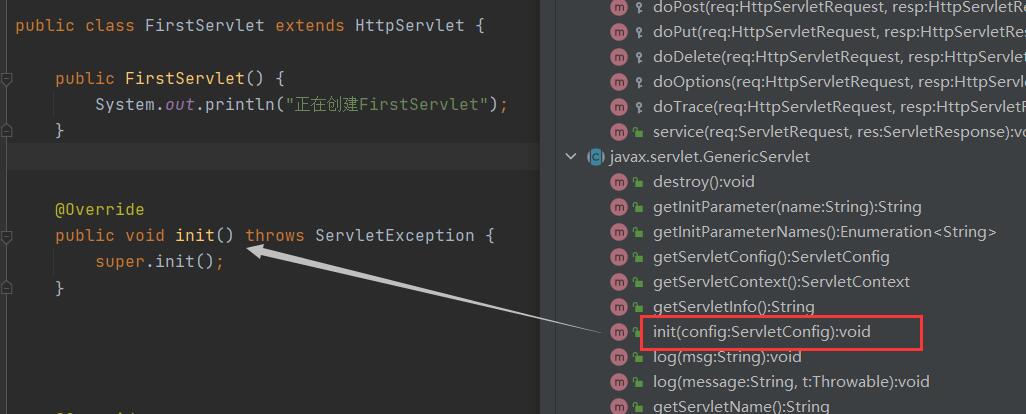 public class FirstServlet extends HttpServlet {
public FirstServlet() {
System.out.println("正在创建FirstServlet");
}
@Override
public void init() throws ServletException {
super.init();
}
doPost(req:HttpServletRequest, resp:HttpServletRes
doPut(req:HttpServletRequest, resp:HttpServletResp
doDelete(req:HttpServletRequest, resp:HttpServletR
doOptions(req:HttpServletRequest, resp:HttpServlet
doTrace(req:HttpServletRequest, resp:HttpServletRe
service(req:ServletRequest, res:ServletResponse):vo
javax.servlet.GenericServlet
destroy():void
getInitParameter(name:String):String
getInitParameterNames():Enumeration<String>
getServletConfig():ServletConfig
getServletContext():ServletContext
getServletInfo():String
init(config:ServletConfig):void
log(msg:String):void
log(message:String, t:Throwable):void
getServletName():String